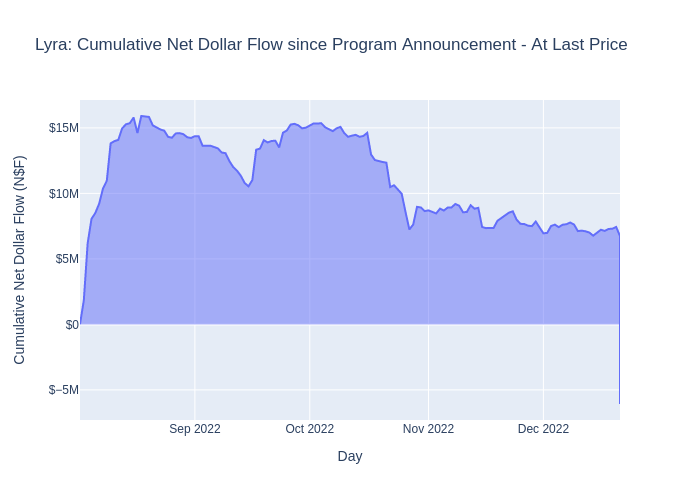 Lyra: Cumulative Net Dollar Flow since Program Announcement - At Last Price
Cumulative Net Dollar Flow (N$F)
$15M
$10M
$5M
$0
$−5M
Sep 2022
Oct 2022
Nov 2022
Dec 2022
Day